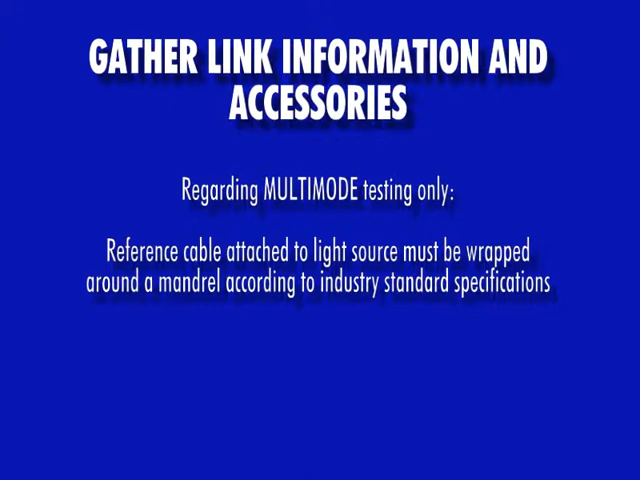 GATHER LINK INFORMATION AND
ACCESSORIES
Regarding MULTIMODE testing only:
Reference cable attached to light source must be wrapped
around a mandrel according to industry standard specifications